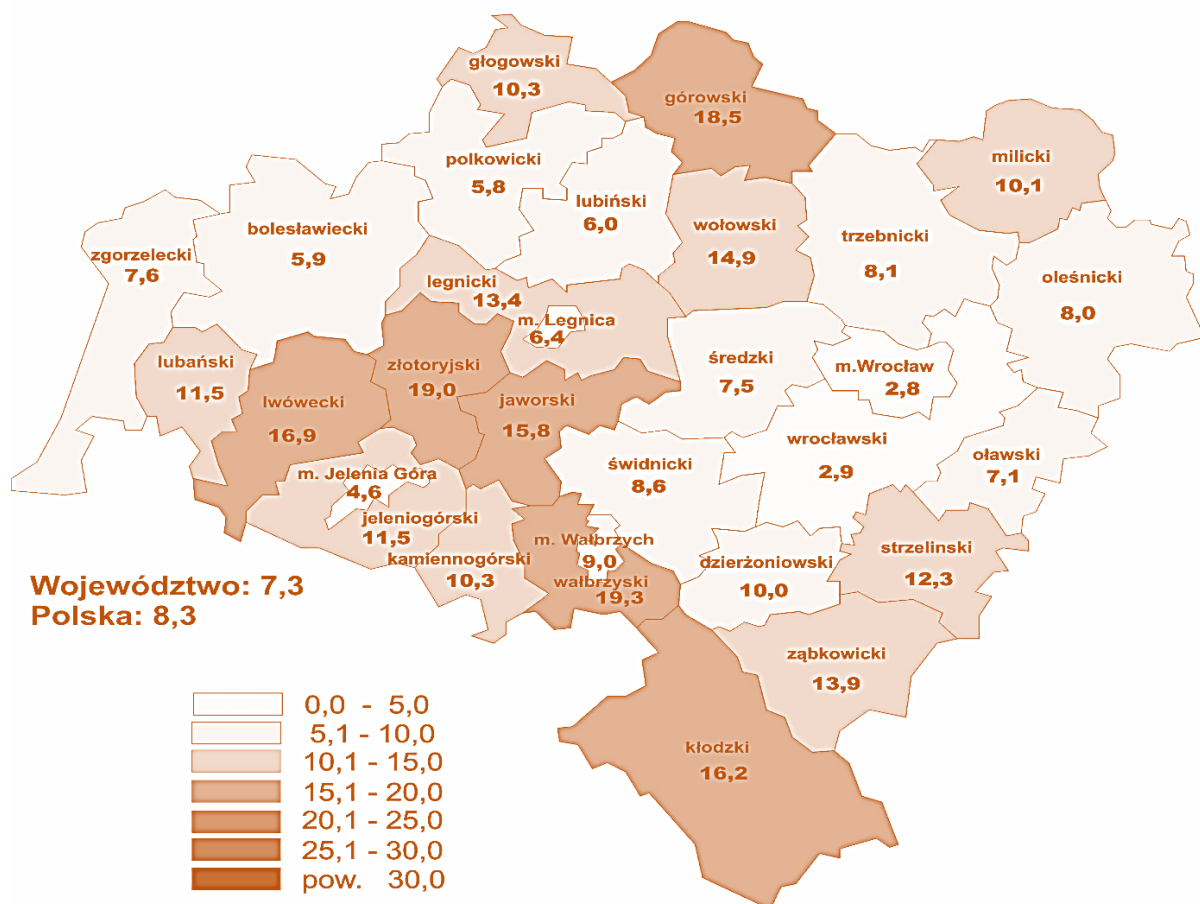 głogowski
10,3
górowski
18,5
milicki
10,1
polkowicki
5,8
lubiński
6,0
wołowski
14,9
trzebnicki
8,1
oleśnicki
8,0
zgorzelecki
7,6
bolesławiecki
5,9
legnicki
13,4
m. Legnica
6,4
lubański
11,5
lwówecki
16,9
złotoryjski
19,0
jaworski
15,8
średzki
7,5
m.Wrocław
2,8
wrocławski
2,9
oławski
7,1
m. Jelenia Góra
4,6
jeleniogórski
11,5
kamiennogórski
10,3
świdnicki
8,6
m. Wałbrzych
9,0
wałbrzyski
19,3
dzierżoniowski
10,0
strzelinski
12,3
ząbkowicki
13,9
kłodzki
16,2
Województwo: 7,3
Polska: 8,3
0,0 - 5,0
5,1 - 10,0
10,1 - 15,0
15,1 - 20,0
20,1 - 25,0
25,1 - 30,0
pow. 30,0